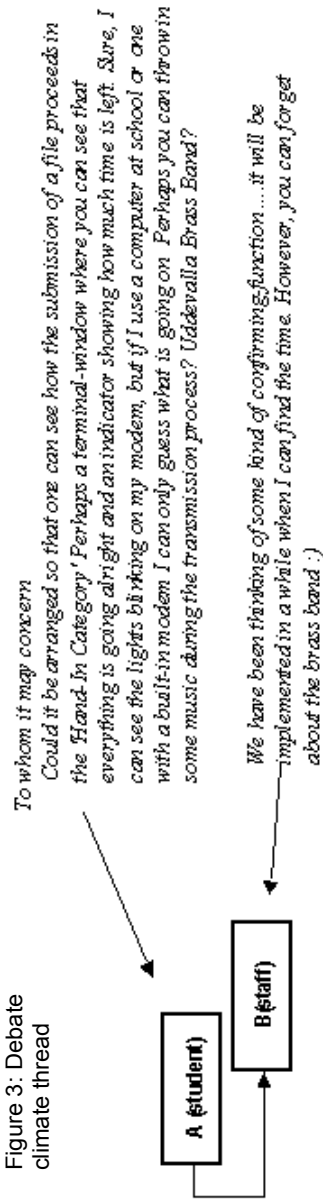 Figure 3: Debate
climate thread
To whom it may concern
Could it be arranged so that one can see how the submission of a file proceeds in
the 'Hand-In Category' Perhaps a terminal-window where you can see that
everything is going alright and an indicator showing how much time is left. Sure, I
can see the lights blinking on my modem, but if I use a computer at school or one
with a built-in modem I can only guess what is going on Perhaps you can throw in
some music during the transmission process? Uddevalla Brass Band?
A (student)
B(staff)
We have been thinking of some kind of confirming-function....it will be
implemented in a while when I can find the time. However, you can forget
about the brass band :)